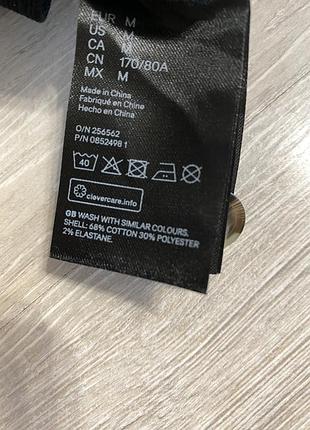 EUR M
US M
CA M
CN 170/80A
MX M
Made in China
Fabriqué en Chine
Hecho en China
O/N 256562
P/N 0852498 1
40
clevercare.info
GB WASH WITH SIMILAR COLOURS.
SHELL: 68% COTTON 30% POLYESTER
2% ELASTANE.